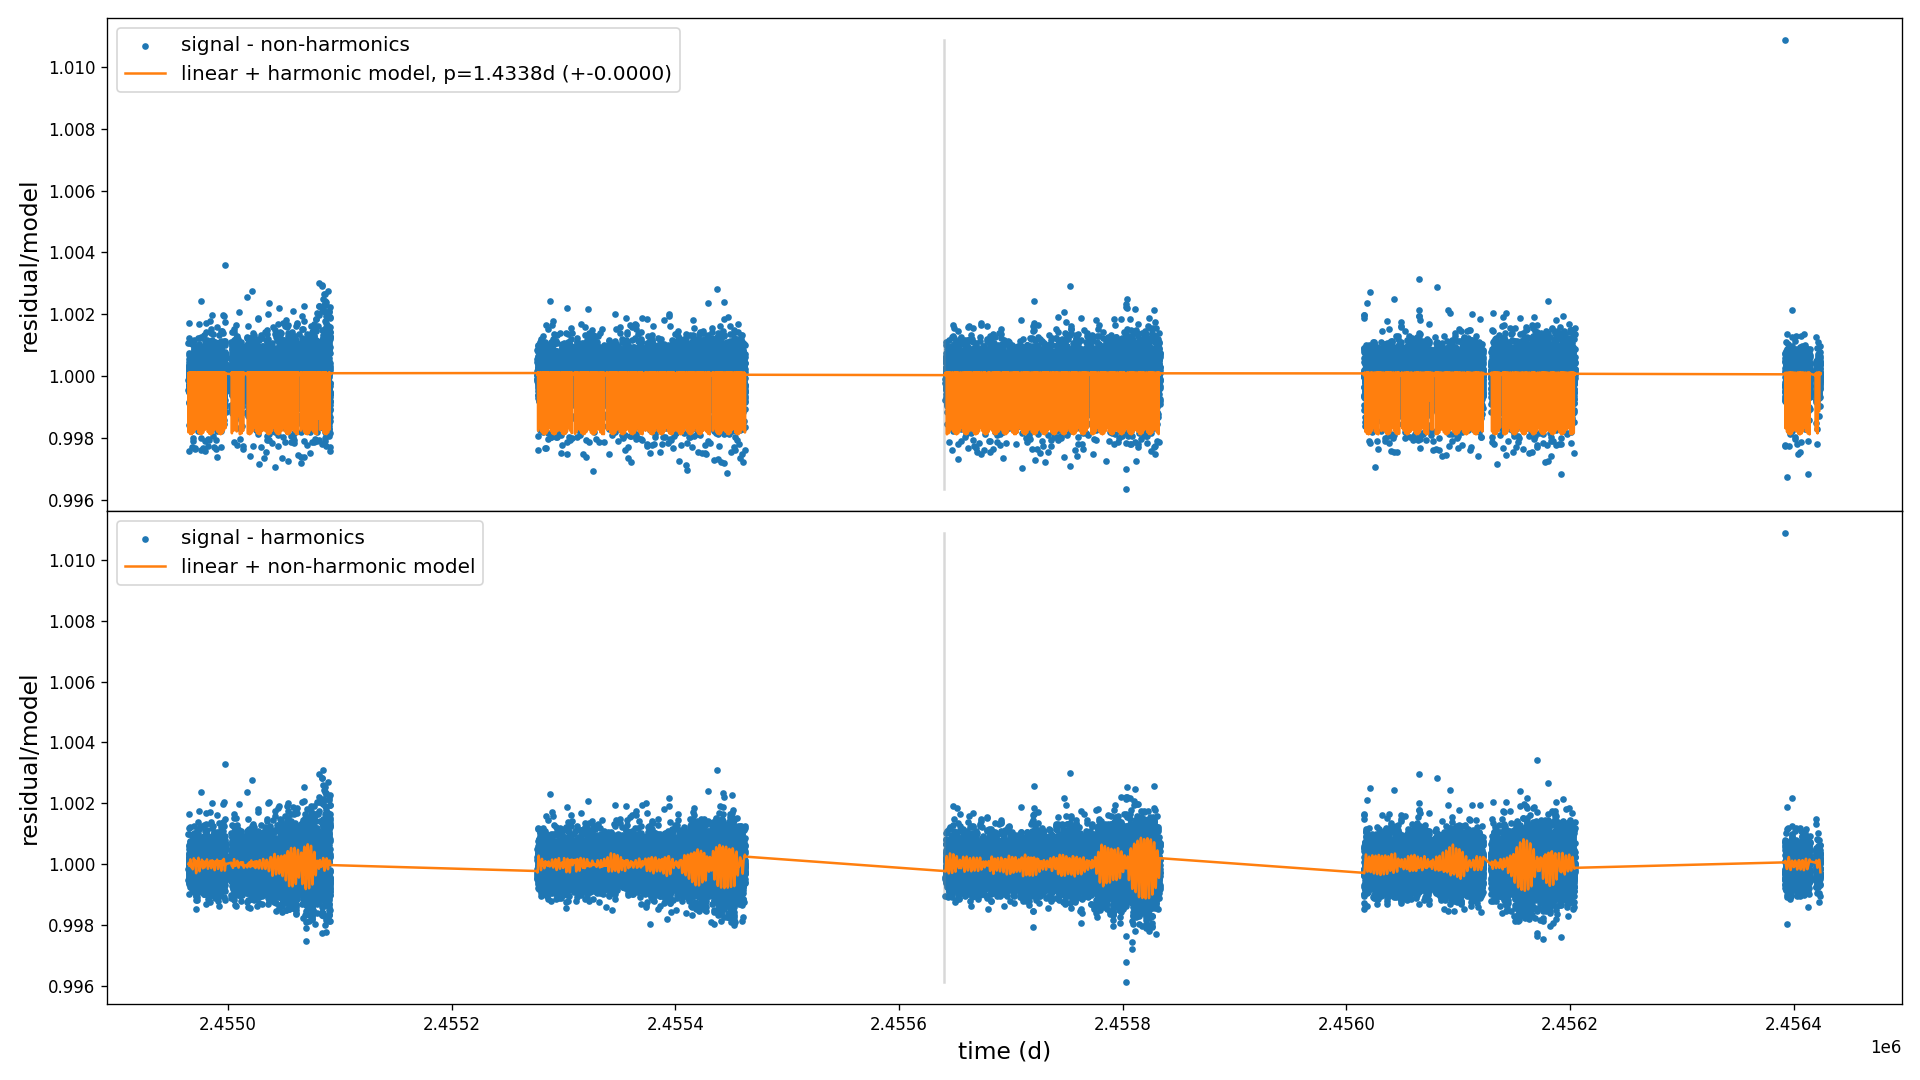 signal - non-harmonics
linear + harmonic model, p=1.4338d (+-0.0000)
1.010
1.008
1.006
1.004
1.002
1.000
0.998
0.996
residual/model
signal - harmonics
linear + non-harmonic model
1.010
1.008
1.006
1.004
1.002
1.000
0.998
0.996
residual/model
2.4550 2.4552 2.4554 2.4556 2.4558 2.4560 2.4562 2.4564
1e6
time (d)